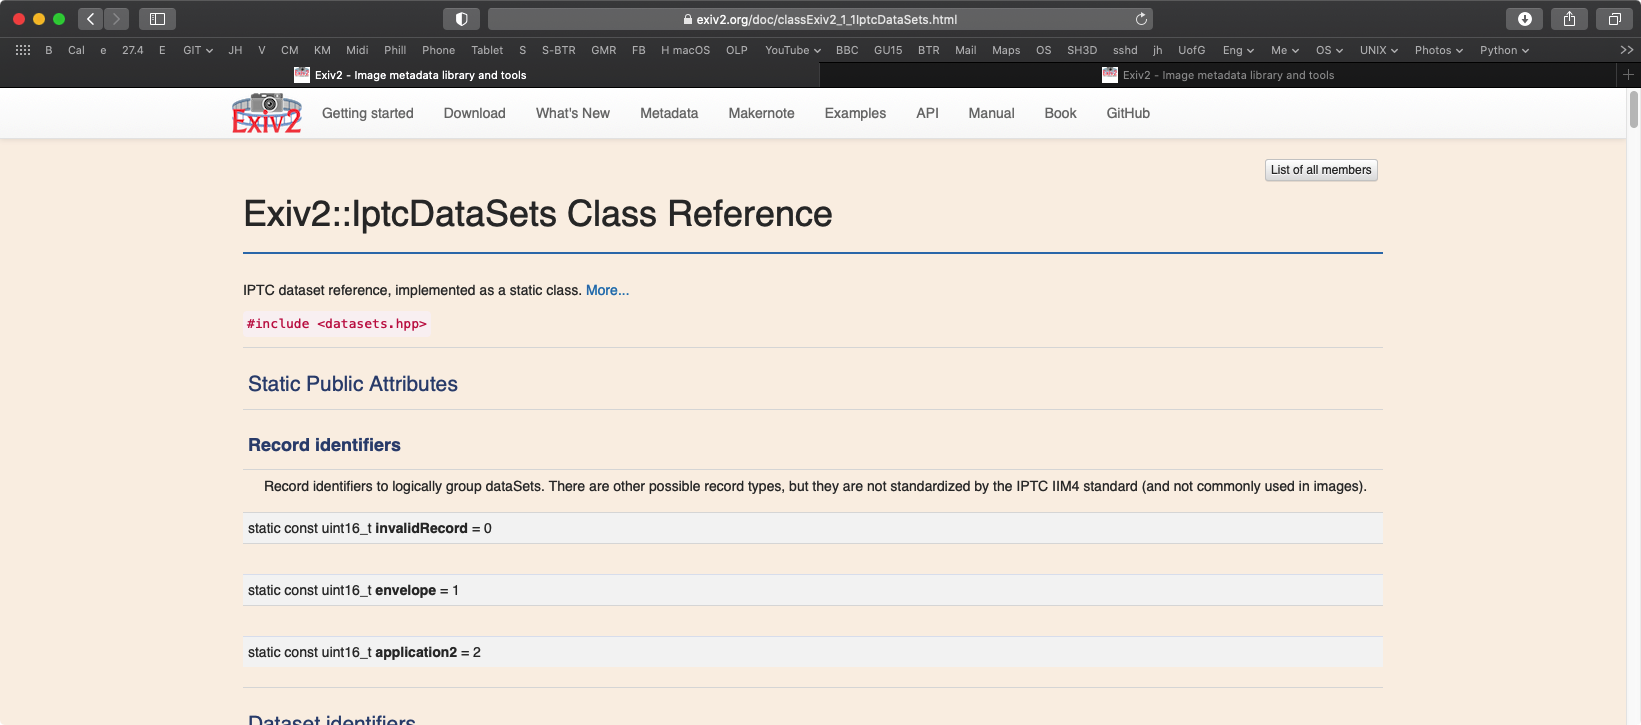 exiv2.org/doc/classExiv2_1_1IptcDataSets.html
B Cal e 27.4 E GIT JH V CM KM Midi Phill Phone Tablet S S-BTR GMR FB H macOS OLP YouTube BBC GU15 BTR Mail Maps OS SH3D sshd jh UofG Eng Me OS UNIX Photos Python
Exiv2 - Image metadata library and tools Exiv2 - Image metadata library and tools
Exiv2 Getting started Download What's New Metadata Makernote Examples API Manual Book GitHub
List of all members
Exiv2::IptcDataSets Class Reference
IPTC dataset reference, implemented as a static class. More...
#include <datasets.hpp>
Static Public Attributes
Record identifiers
Record identifiers to logically group dataSets. There are other possible record types, but they are not standardized by the IPTC IIM4 standard (and not commonly used in images).
static const uint16_t invalidRecord = 0
static const uint16_t envelope = 1
static const uint16_t application2 = 2
Dataset identifiers